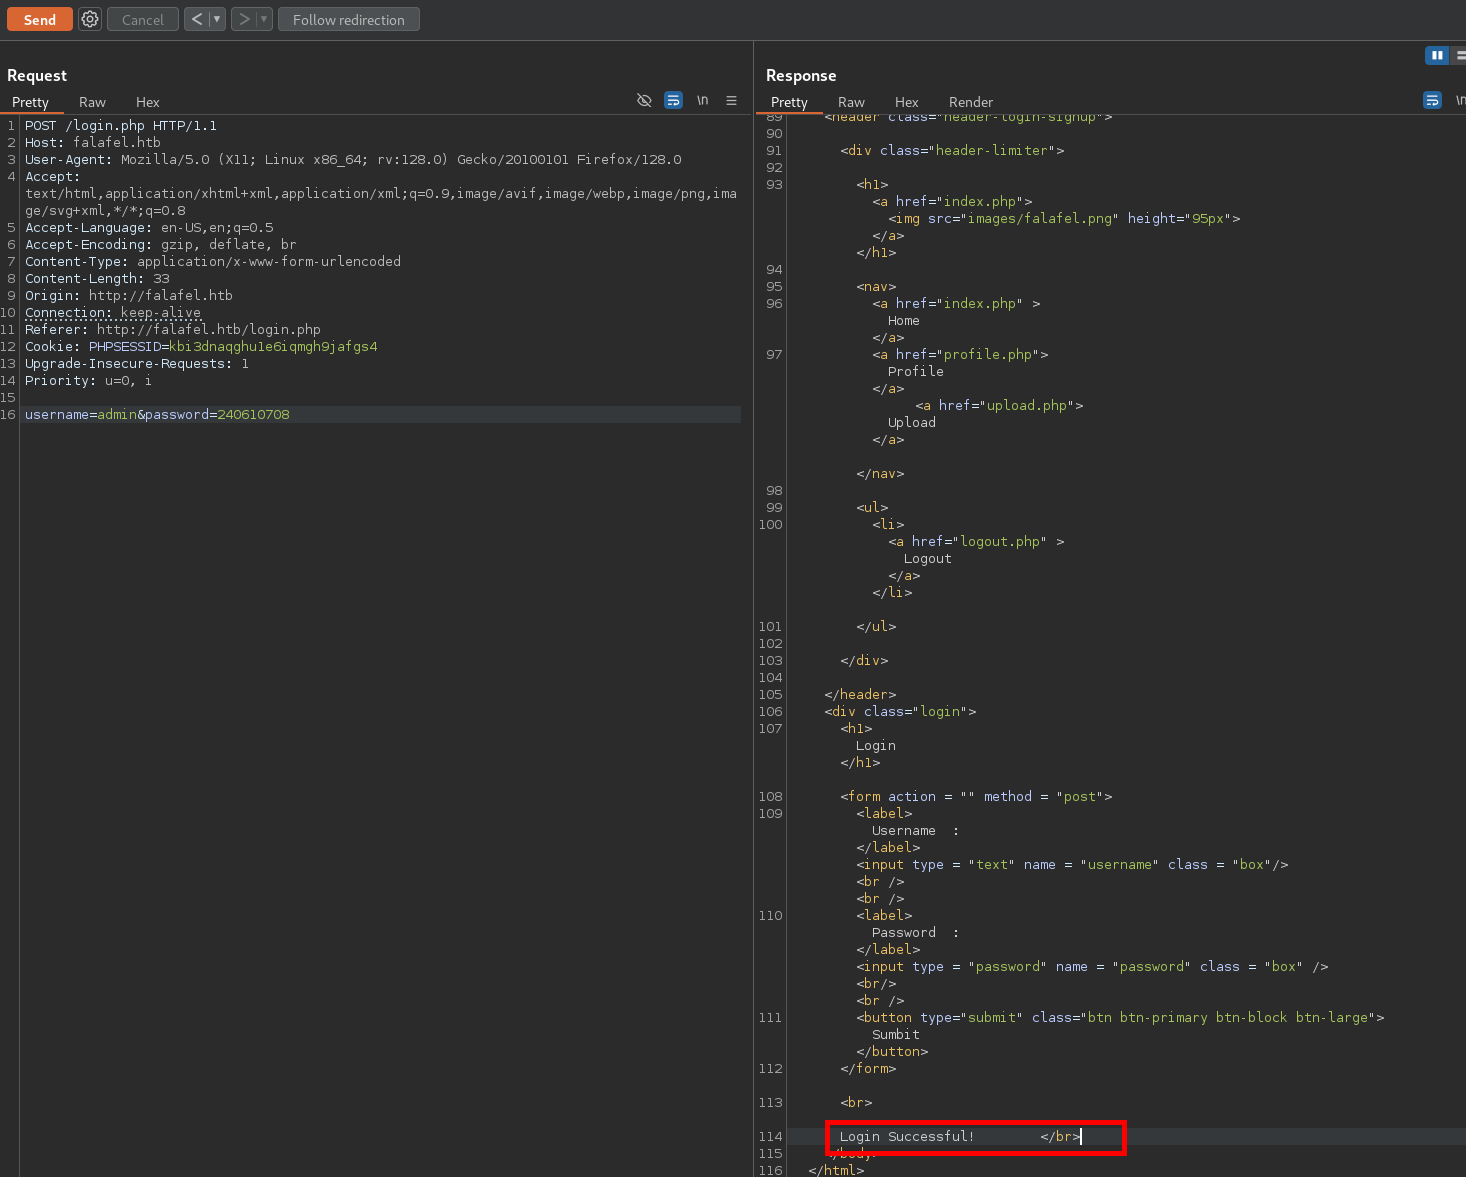 Send
Cancel
< ▼
> ▼
Follow redirection
Request
Pretty Raw Hex
\n
1 POST /login.php HTTP/1.1
2 Host: falafel.htb
3 User-Agent: Mozilla/5.0 (X11; Linux x86_64; rv:128.0) Gecko/20100101 Firefox/128.0
4 Accept:
text/html,application/xhtml+xml,application/xml;q=0.9,image/avif,image/webp,image/png,ima
ge/svg+xml,*/*;q=0.8
5 Accept-Language: en-US,en;q=0.5
6 Accept-Encoding: gzip, deflate, br
7 Content-Type: application/x-www-form-urlencoded
8 Content-Length: 33
9 Origin: http://falafel.htb
10 Connection: keep-alive
11 Referer: http://falafel.htb/login.php
12 Cookie: PHPSESSID=kbi3dnaqghu1e6iqmgh9jafgs4
13 Upgrade-Insecure-Requests: 1
14 Priority: u=0, i
15
16 username=admin&password=240610708
Response
Pretty Raw Hex Render
\n
89 <header class="header-login-signup">
90
91 <div class="header-limiter">
92
93 <h1>
<a href="index.php">
<img src="images/falafel.png" height="95px">
</a>
</h1>
94
95 <nav>
96 <a href="index.php" >
Home
</a>
97 <a href="profile.php">
Profile
</a>
<a href="upload.php">
Upload
</a>
</nav>
98
99 <ul>
100 <li>
<a href="logout.php" >
Logout
</a>
</li>
101 </ul>
102
103 </div>
104
105 </header>
106 <div class="login">
107 <h1>
Login
</h1>
108 <form action = "" method = "post">
109 <label>
Username  :
</label>
<input type = "text" name = "username" class = "box"/>
<br />
<br />
110 <label>
Password  :
</label>
<input type = "password" name = "password" class = "box" />
<br/>
<br />
111 <button type="submit" class="btn btn-primary btn-block btn-large">
Sumbit
</button>
112 </form>
113 <br>
114 Login Successful! </br>
115 </body>
116 </html>